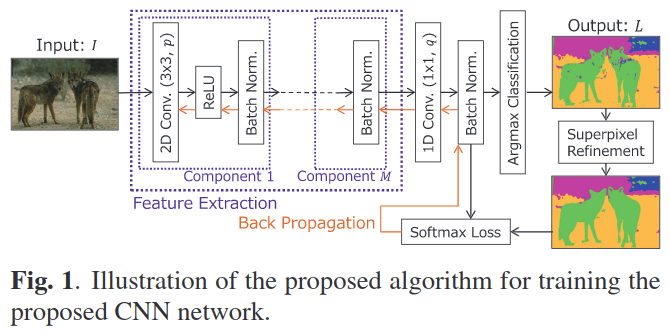 Input: I
2D Conv. (3x3, p)
ReLU
Batch Norm.
Component 1
Batch Norm.
Component M
Feature Extraction
1D Conv. (1x1, q)
Batch Norm.
Argmax Classification
Output: L
Superpixel
Refinement
Back Propagation
Softmax Loss
Fig. 1. Illustration of the proposed algorithm for training the
proposed CNN network.